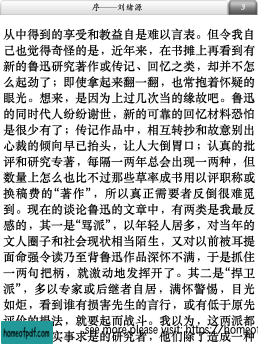 序——刘绪源
3
从中得到的享受和教益自是难以言表。但令我自
己也觉得奇怪的是，近年来，在书摊上再看到有
新的鲁迅研究著作或传记、回忆之类，却并不怎
么起劲了；即使拿起来翻一翻，也常抱着怀疑的
眼光。想来，是因为上过几次当的缘故吧。鲁迅
的同时代人纷纷谢世，新的可靠的回忆材料恐怕
是很少有了；传记作品中，相互转抄和故意别出
心裁的倾向早已抬头，让人大倒胃口；认真的批
评和研究专著，每隔一两年总会出现一两种，但
数量上怎么也比不过那些草率成书用以评职称或
换稿费的“著作”，所以真正需要者反倒很难觅
到。现在的谈论鲁迅的文章中，有两类是我最反
感的，其一是“骂派”，以年轻人居多，对当年的
文人圈子和社会现状相当陌生，又对以前被耳提
面命强令读乃至背鲁迅作品深怀不满，于是抓住
一两句把柄，就激动地发挥开了。其二是“捍卫
派”，多以专家或后继者自居，满怀警惕，目光
如炬，看到谁有损害先生的言行，或有低于原先
评价的提法，就要起而战斗。我以为，这两派都
实事求是的研究者，他们除了造成一种
homeofpdf.com
see more please visit: https://homeofpdf